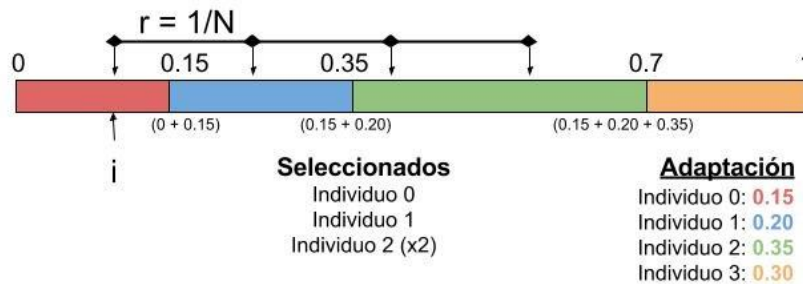 r = 1/N
0 0.15 0.35 0.7 1
(0 + 0.15) (0.15 + 0.20) (0.15 + 0.20 + 0.35)
i
Seleccionados
Individuo 0
Individuo 1
Individuo 2 (x2)
Adaptación
Individuo 0: 0.15
Individuo 1: 0.20
Individuo 2: 0.35
Individuo 3: 0.30